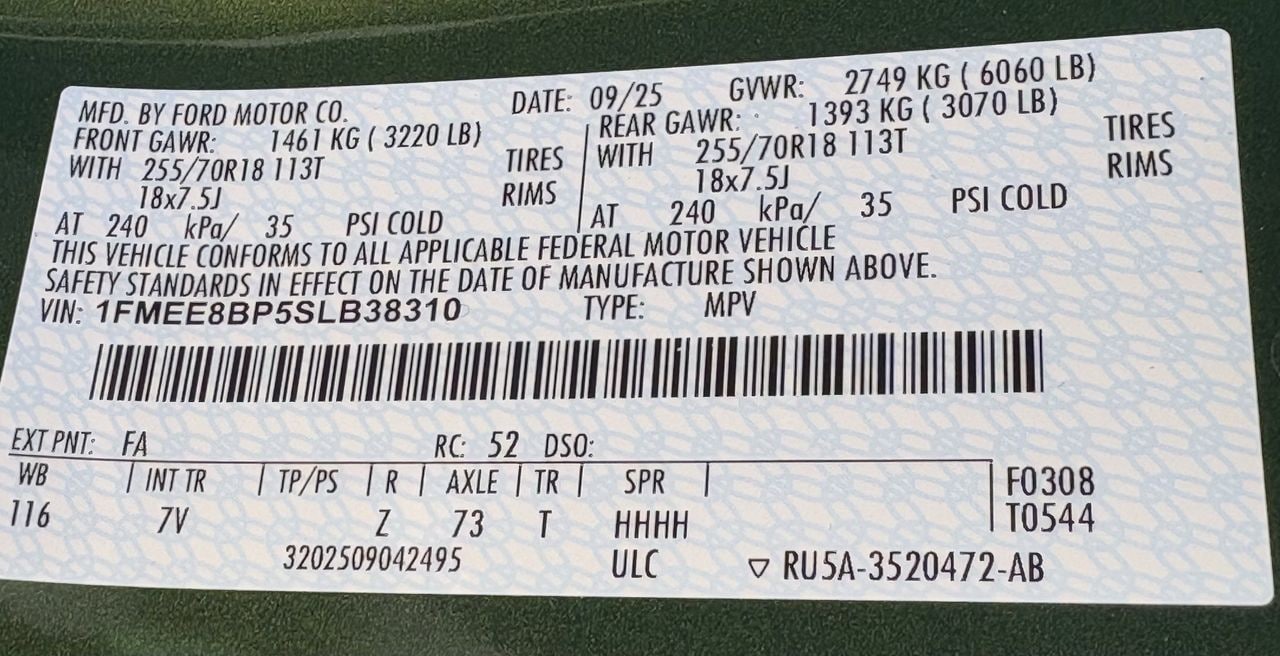 MFD. BY FORD MOTOR CO. DATE: 09/25 GVWR: 2749 KG ( 6060 LB)
FRONT GAWR: 1461 KG ( 3220 LB) REAR GAWR: 1393 KG ( 3070 LB)
WITH 255/70R18 113T TIRES WITH 255/70R18 113T TIRES
18x7.5J RIMS 18x7.5J RIMS
AT 240 kPa/ 35 PSI COLD AT 240 kPa/ 35 PSI COLD
THIS VEHICLE CONFORMS TO ALL APPLICABLE FEDERAL MOTOR VEHICLE
SAFETY STANDARDS IN EFFECT ON THE DATE OF MANUFACTURE SHOWN ABOVE.
VIN: 1FMEE8BP5SLB38310 TYPE: MPV
EXT PNT: FA RC: 52 DSO:
WB INT TR TP/PS R AXLE TR SPR F0308
116 7V Z 73 T HHHH T0544
3202509042495 ULC ▽ RU5A-3520472-AB